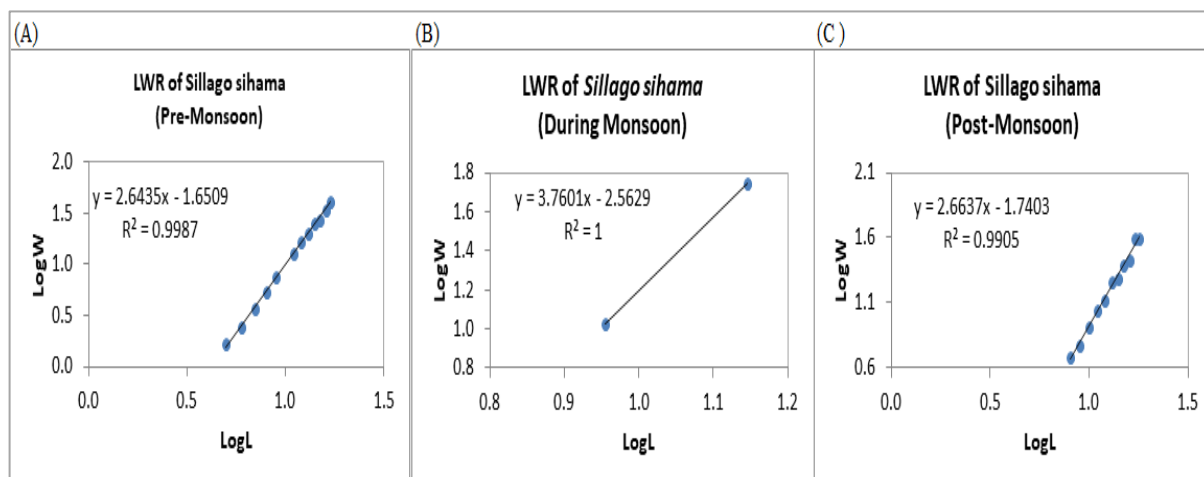 (A)
LWR of Sillago sihama
(Pre-Monsoon)
2.0
1.5
1.0
0.5
0.0
y = 2.6435x - 1.6509
R² = 0.9987
LogW
0.0 0.5 1.0 1.5
LogL
(B)
LWR of Sillago sihama
(During Monsoon)
1.8
1.6
1.4
1.2
1.0
0.8
y = 3.7601x - 2.5629
R² = 1
LogW
0.8 0.9 1.0 1.1 1.2
LogL
(C )
LWR of Sillago sihama
(Post-Monsoon)
2.1
1.6
1.1
0.6
y = 2.6637x - 1.7403
R² = 0.9905
LogW
0.0 0.5 1.0 1.5
LogL